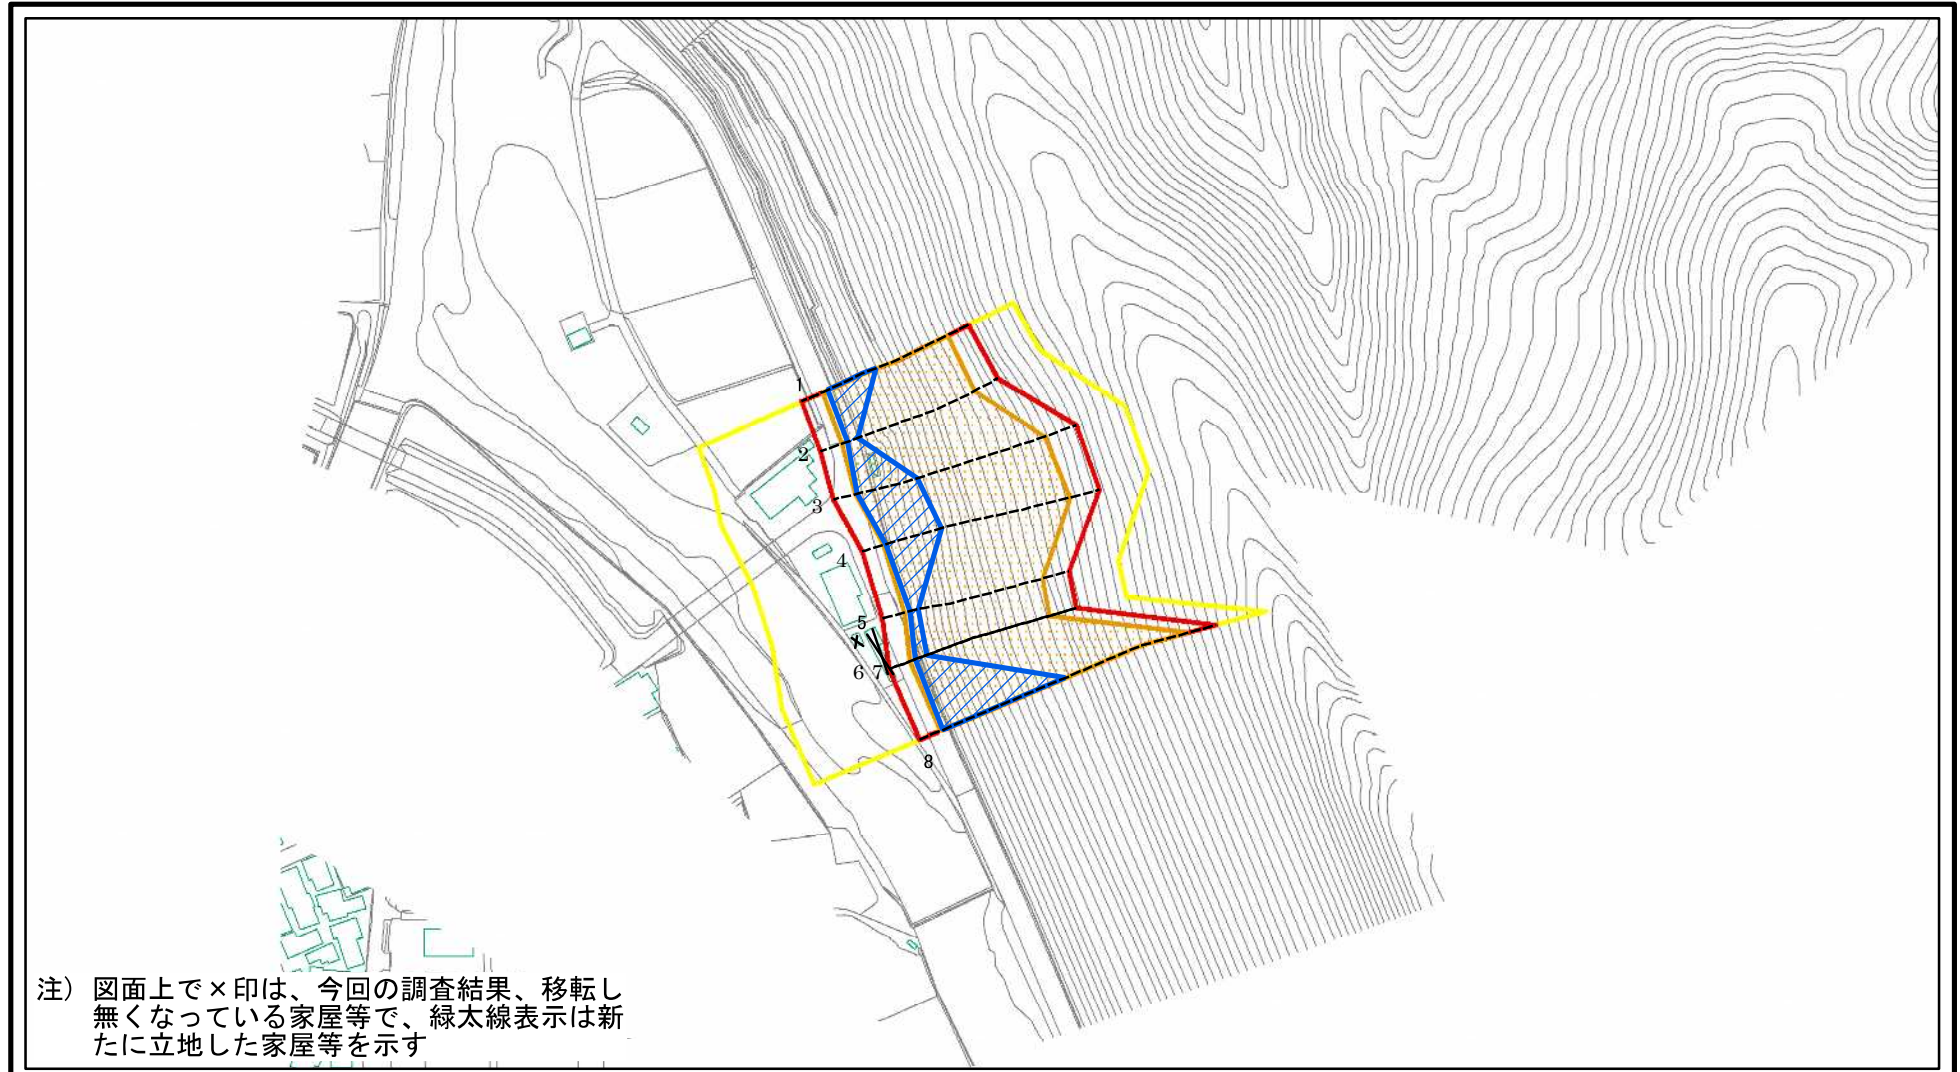 1
2
3
4
5
6 7
8
注）図面上で×印は、今回の調査結果、移転し
無くなっている家屋等で、緑太線表示は新
たに立地した家屋等を示す